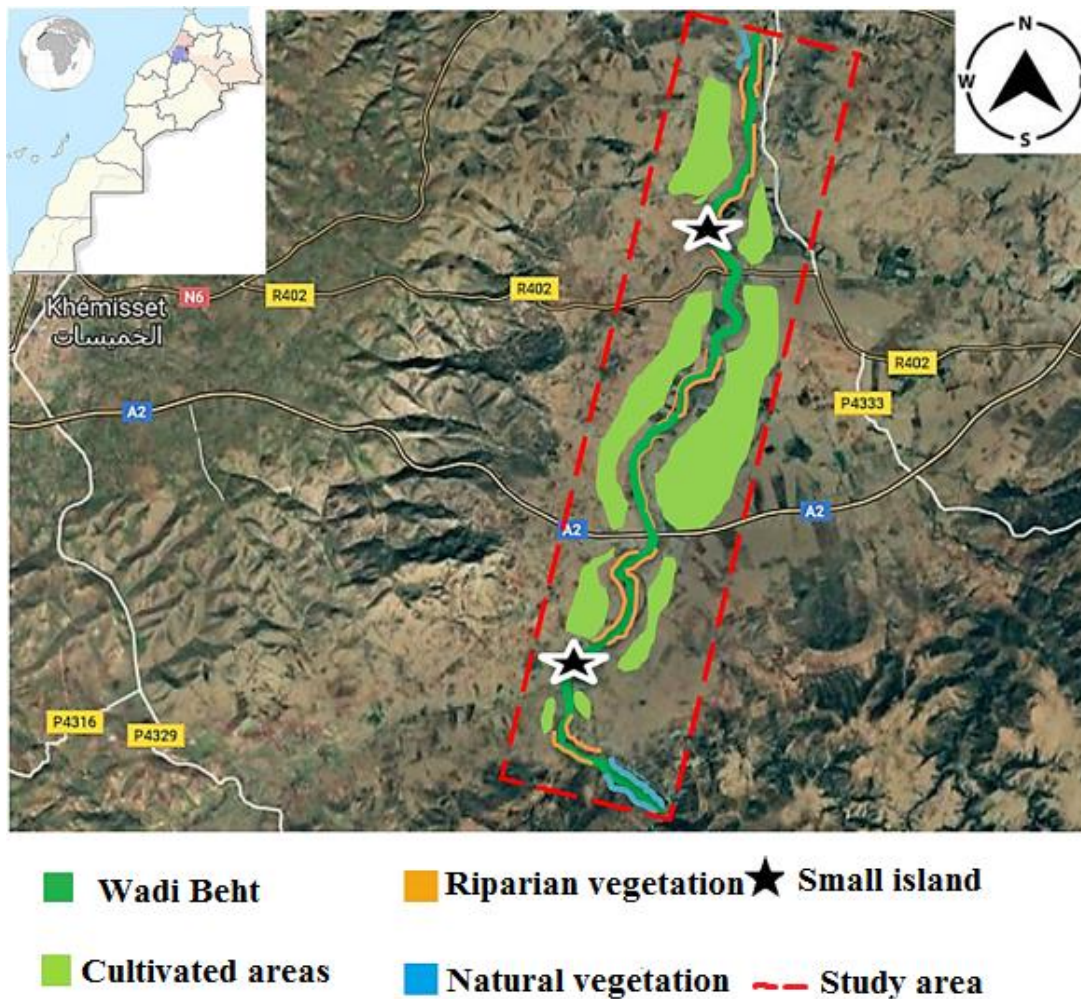 N
W
S
N6
R402
R402
Khémisset
الخميسات
R402
A2
P4333
A2
A2
P4316
P4329
Wadi Beht
Riparian vegetation
Small island
Cultivated areas
Natural vegetation
Study area